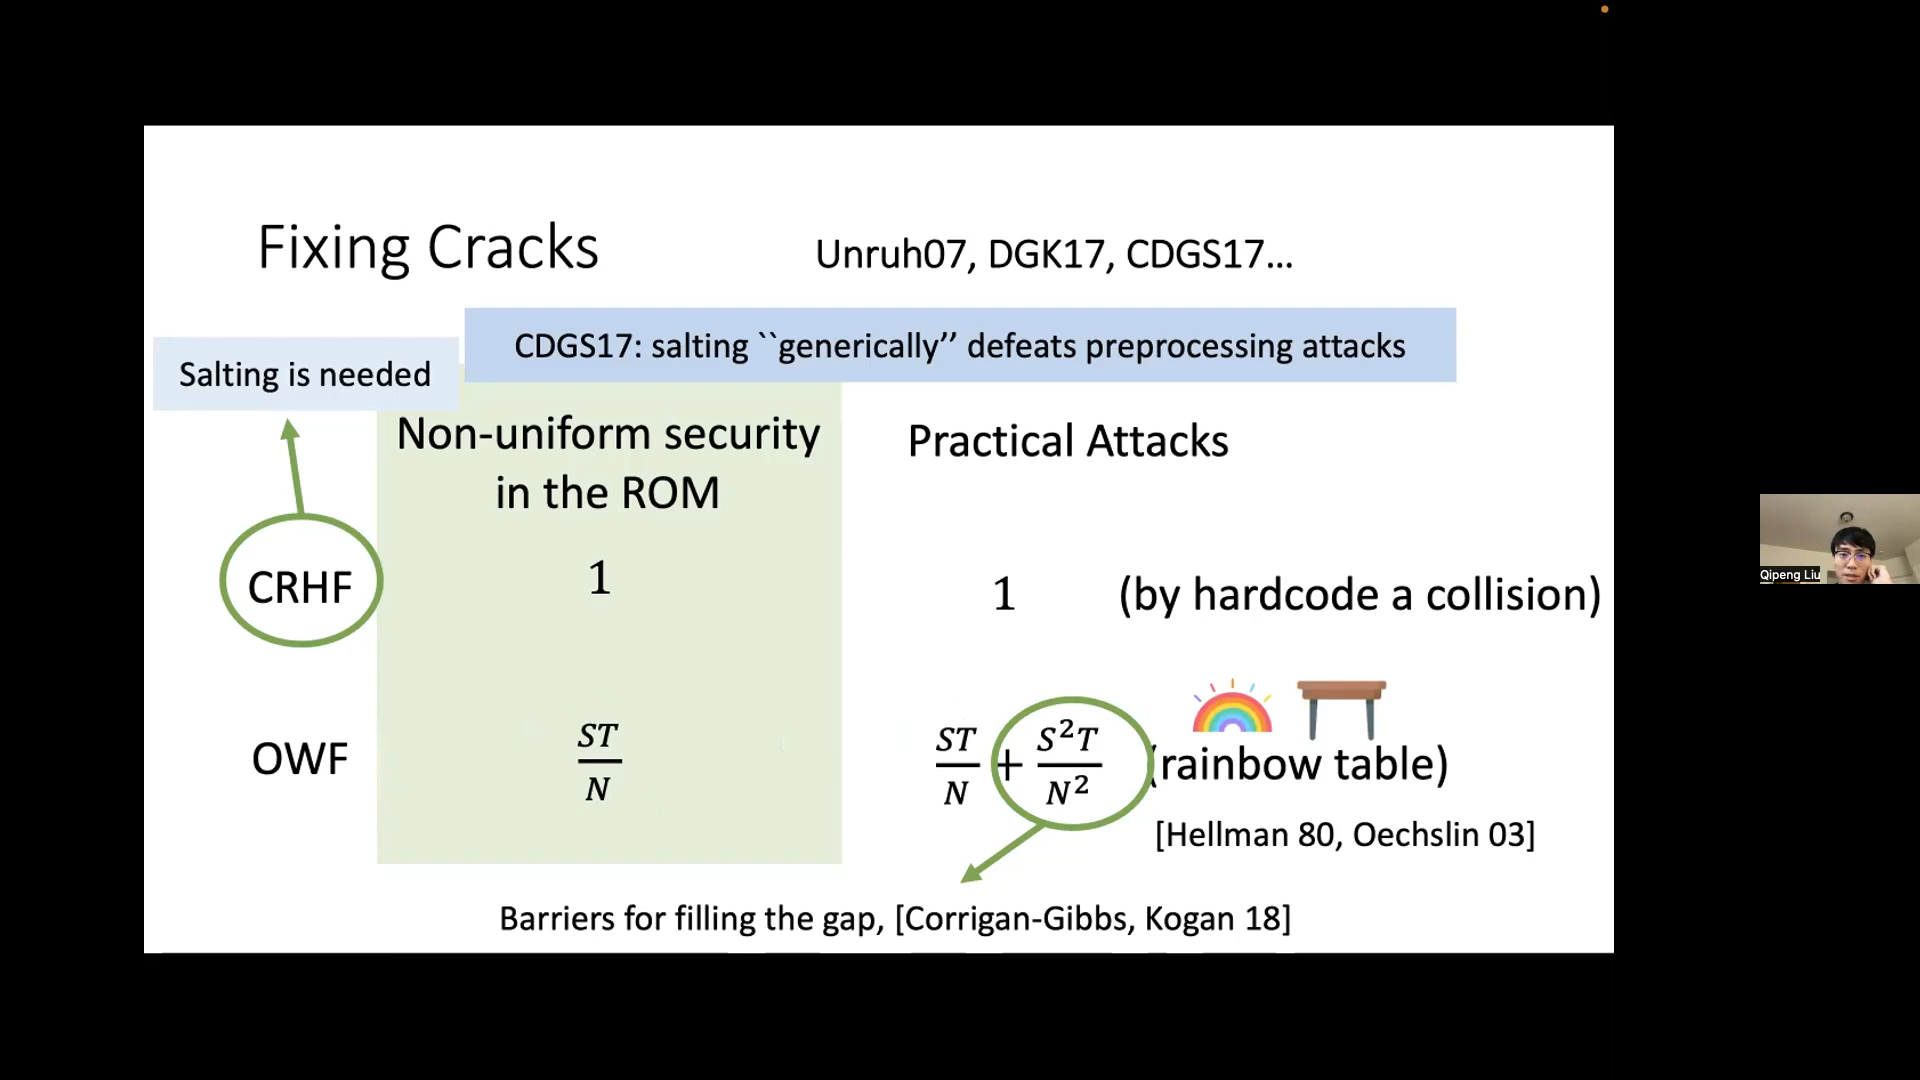 Fixing Cracks
Unruh07, DGK17, CDGS17...
CDGS17: salting ``generically’’ defeats preprocessing attacks
Salting is needed
Non-uniform security
in the ROM
Practical Attacks
CRHF
1
1 (by hardcode a collision)
OWF
ST/N
ST/N + S²T/N² (rainbow table)
[Hellman 80, Oechslin 03]
Barriers for filling the gap, [Corrigan-Gibbs, Kogan 18]
Qipeng Liu